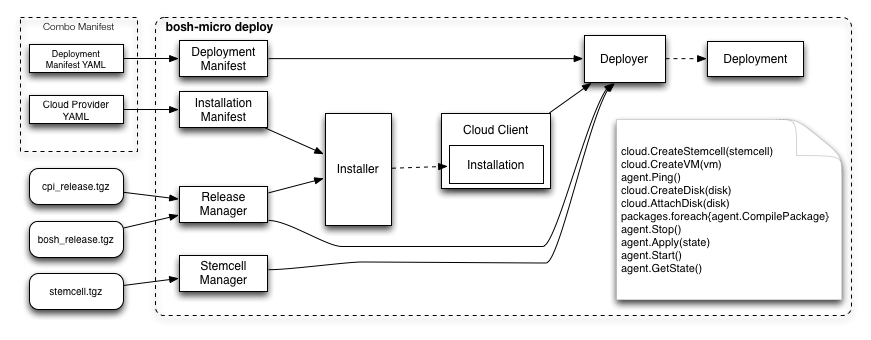 Combo Manifest
Deployment
Manifest YAML
Cloud Provider
YAML
cpi_release.tgz
bosh_release.tgz
stemcell.tgz
bosh-micro deploy
Deployment
Manifest
Installation
Manifest
Release
Manager
Stemcell
Manager
Installer
Cloud Client
Installation
Deployer
Deployment
cloud.CreateStemcell(stemcell)
cloud.CreateVM(vm)
agent.Ping()
cloud.CreateDisk(disk)
cloud.AttachDisk(disk)
packages.foreach{agent.CompilePackage}
agent.Stop()
agent.Apply(state)
agent.Start()
agent.GetState()